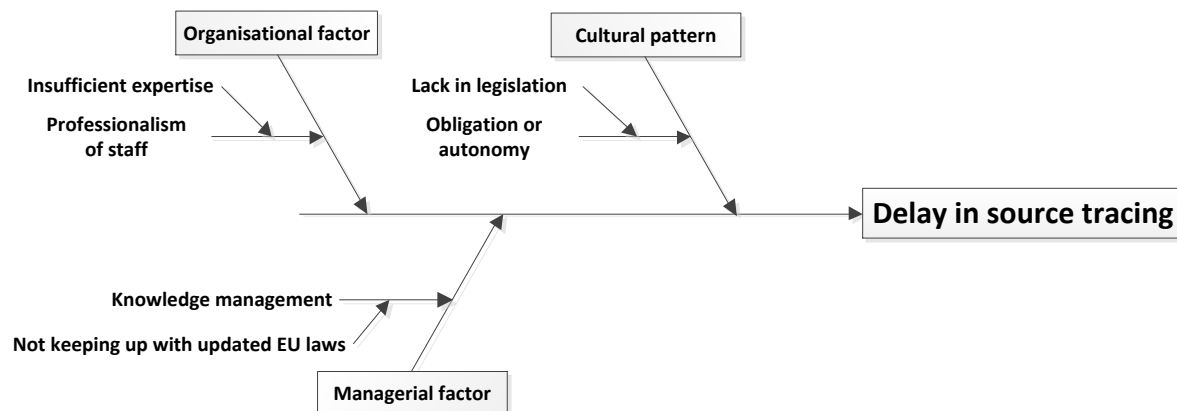 Organisational factor
Cultural pattern
Insufficient expertise
Lack in legislation
Professionalism
of staff
Obligation or
autonomy
Delay in source tracing
Knowledge management
Not keeping up with updated EU laws
Managerial factor